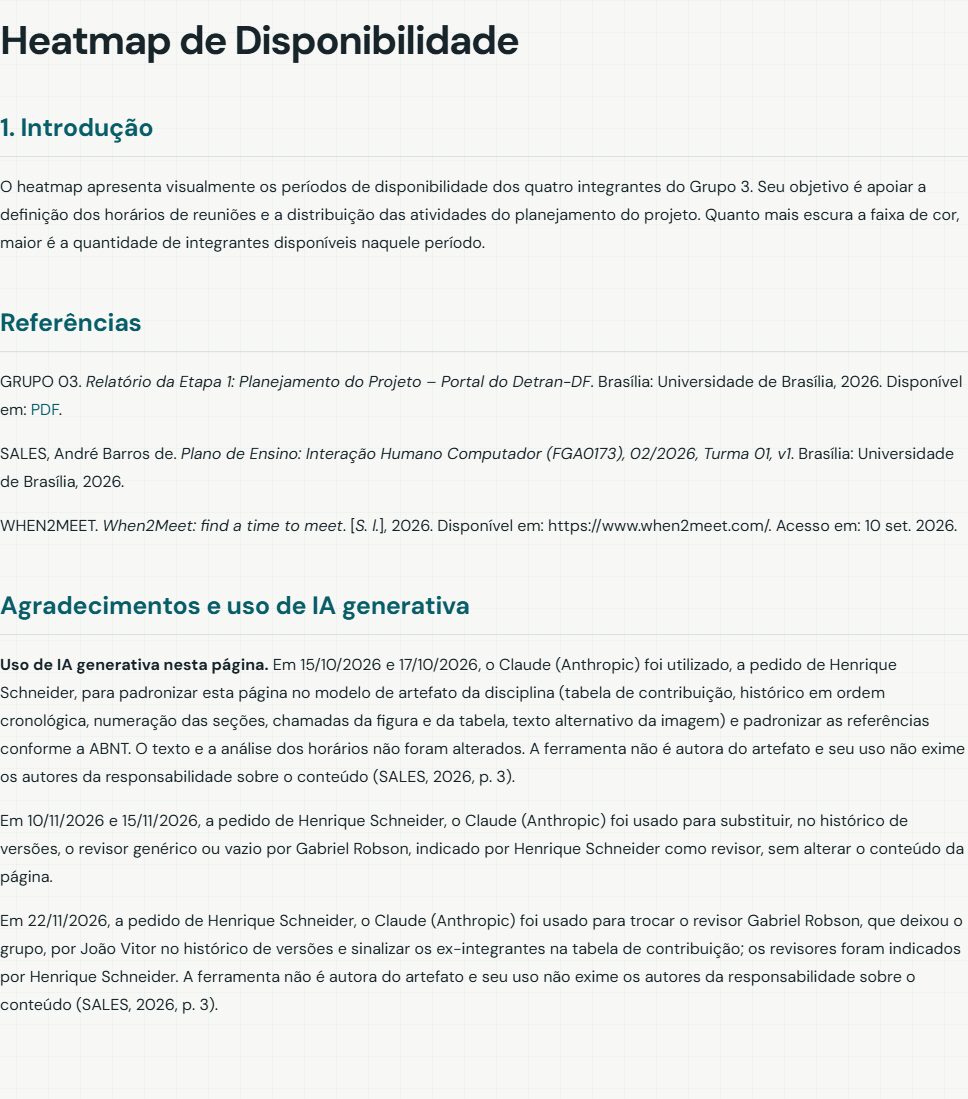 Heatmap de Disponibilidade
1. Introdução
O heatmap apresenta visualmente os períodos de disponibilidade dos quatro integrantes do Grupo 3. Seu objetivo é apoiar a
definição dos horários de reuniões e a distribuição das atividades do planejamento do projeto. Quanto mais escura a faixa de cor,
maior é a quantidade de integrantes disponíveis naquele período.
Referências
GRUPO 03. Relatório da Etapa 1: Planejamento do Projeto – Portal do Detran-DF. Brasília: Universidade de Brasília, 2026. Disponível
em: PDF.
SALES, André Barros de. Plano de Ensino: Interação Humano Computador (FGA0173), 02/2026, Turma 01, v1. Brasília: Universidade
de Brasília, 2026.
WHEN2MEET. When2Meet: find a time to meet. [S. l.], 2026. Disponível em: https://www.when2meet.com/. Acesso em: 10 set. 2026.
Agradecimentos e uso de IA generativa
Uso de IA generativa nesta página. Em 15/10/2026 e 17/10/2026, o Claude (Anthropic) foi utilizado, a pedido de Henrique
Schneider, para padronizar esta página no modelo de artefato da disciplina (tabela de contribuição, histórico em ordem
cronológica, numeração das seções, chamadas da figura e da tabela, texto alternativo da imagem) e padronizar as referências
conforme a ABNT. O texto e a análise dos horários não foram alterados. A ferramenta não é autora do artefato e seu uso não exime
os autores da responsabilidade sobre o conteúdo (SALES, 2026, p. 3).
Em 10/11/2026 e 15/11/2026, a pedido de Henrique Schneider, o Claude (Anthropic) foi usado para substituir, no histórico de
versões, o revisor genérico ou vazio por Gabriel Robson, indicado por Henrique Schneider como revisor, sem alterar o conteúdo da
página.
Em 22/11/2026, a pedido de Henrique Schneider, o Claude (Anthropic) foi usado para trocar o revisor Gabriel Robson, que deixou o
grupo, por João Vitor no histórico de versões e sinalizar os ex-integrantes na tabela de contribuição; os revisores foram indicados
por Henrique Schneider. A ferramenta não é autora do artefato e seu uso não exime os autores da responsabilidade sobre o
conteúdo (SALES, 2026, p. 3).